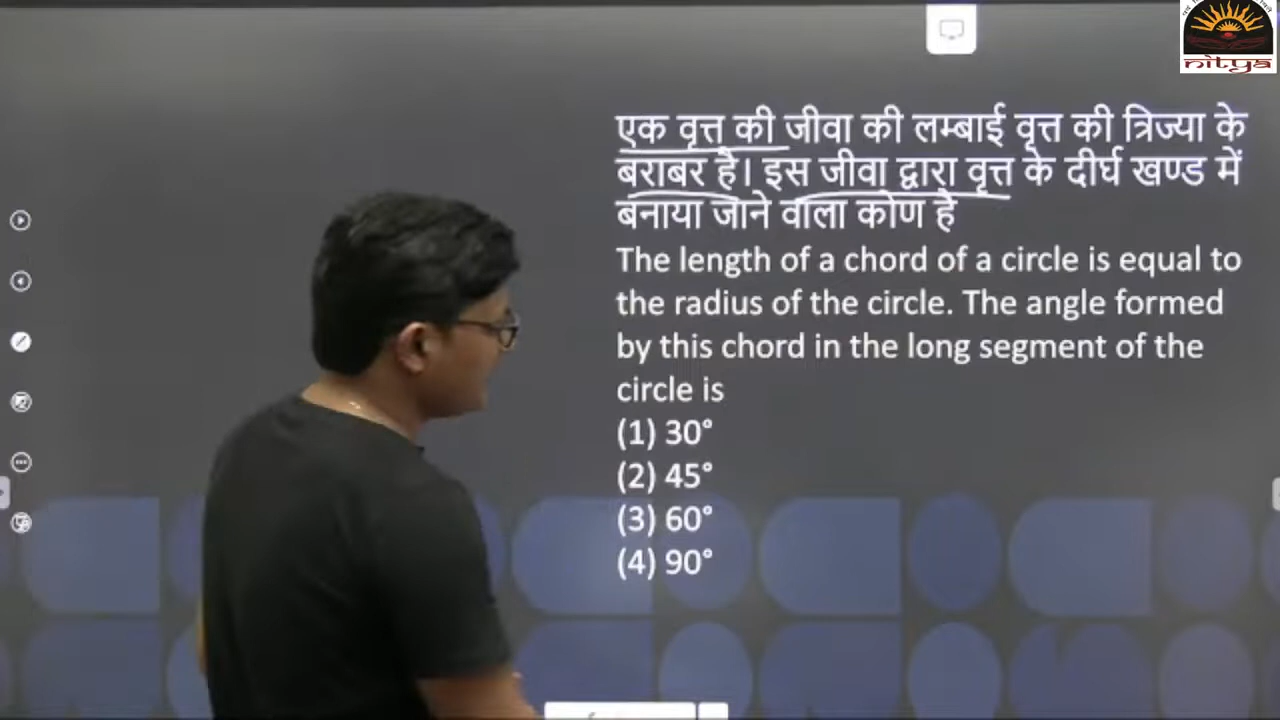 nitya
एक वृत्त की जीवा की लम्बाई वृत्त की त्रिज्या के
बराबर है। इस जीवा द्वारा वृत्त के दीर्घ खण्ड में
बनाया जाने वाला कोण है
The length of a chord of a circle is equal to
the radius of the circle. The angle formed
by this chord in the long segment of the
circle is
(1) 30°
(2) 45°
(3) 60°
(4) 90°